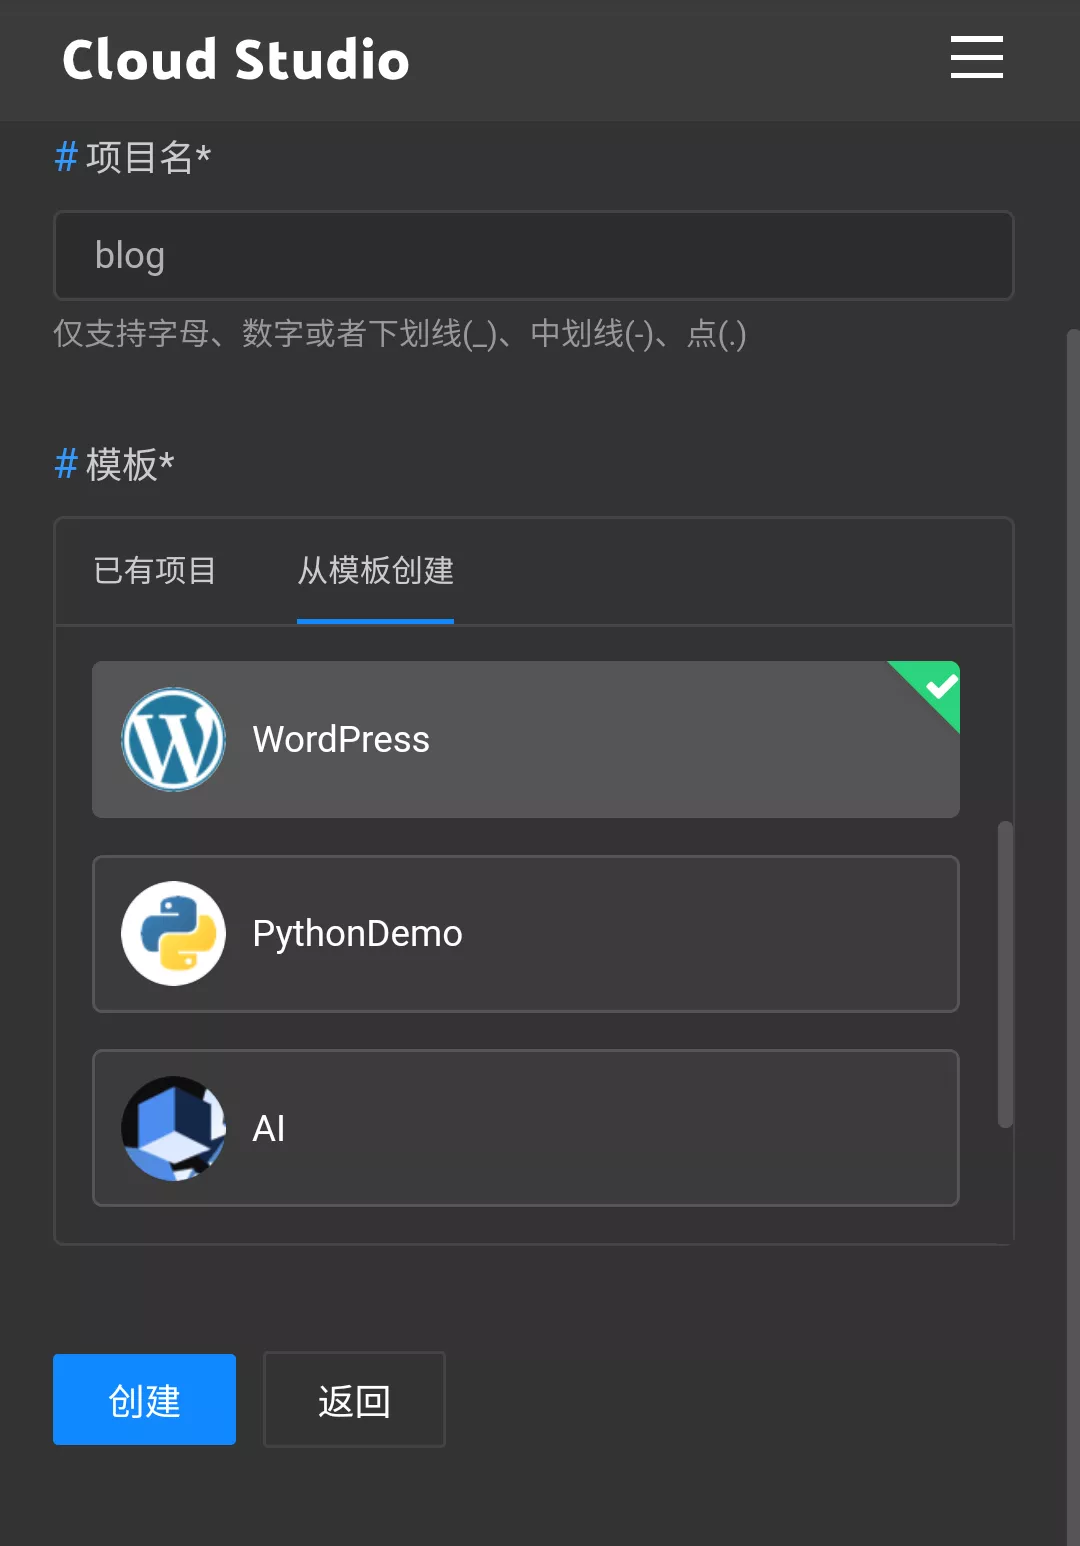 Cloud Studio
# 项目名*
blog
仅支持字母、数字或者下划线(_)、中划线(-)、点(.)
# 模板*
已有项目 从模板创建
WordPress
PythonDemo
AI
创建 返回